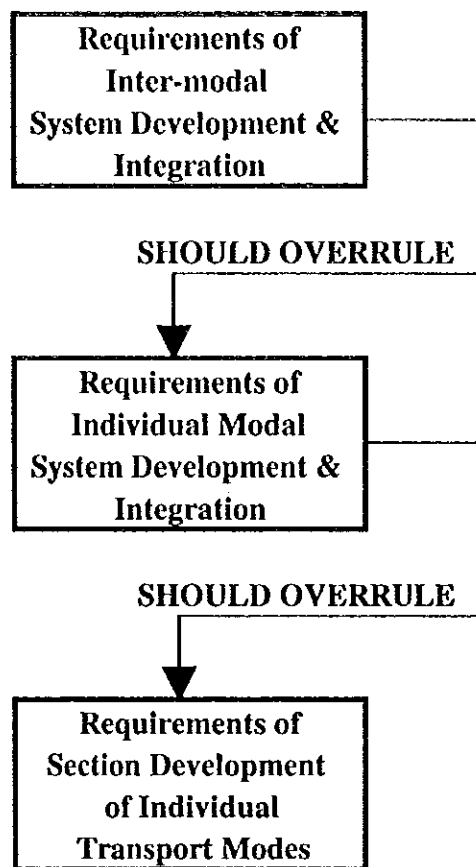 Requirements of
Inter-modal
System Development &
Integration
SHOULD OVERRULE
Requirements of
Individual Modal
System Development &
Integration
SHOULD OVERRULE
Requirements of
Section Development
of Individual
Transport Modes